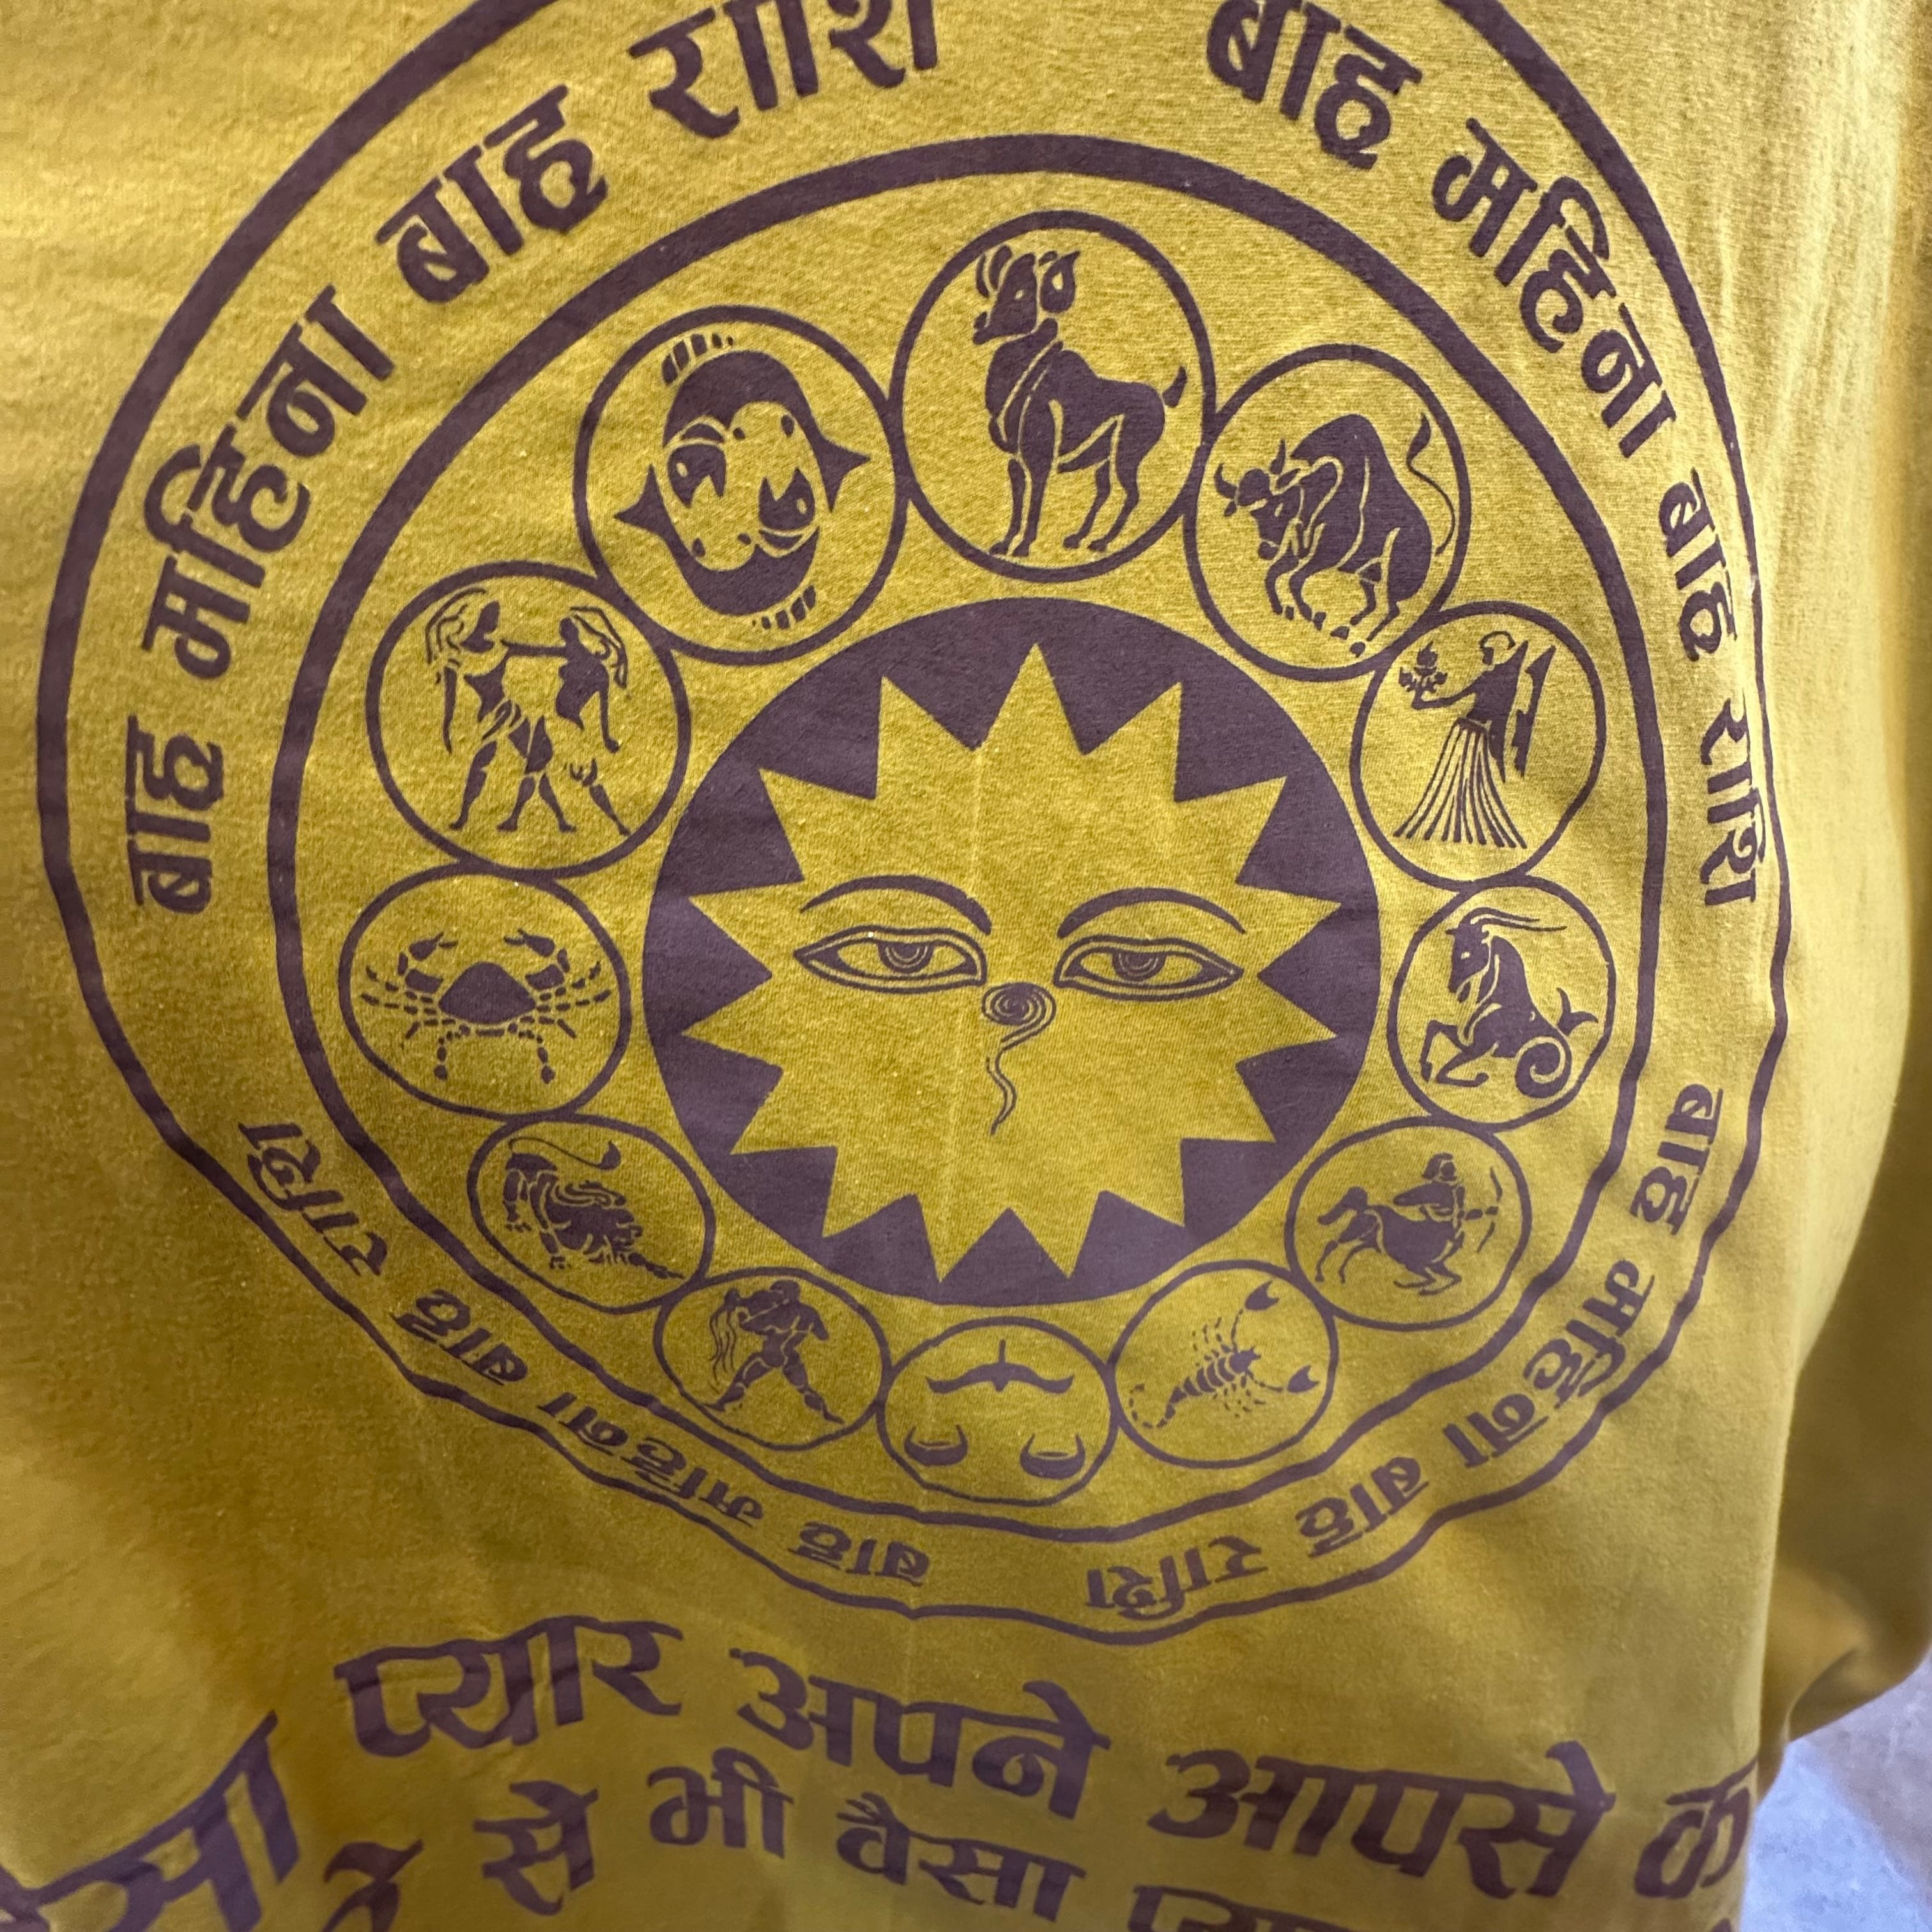 बाह महिना बाह राशि
बाह महिना बाह राशि
बाह महिना बाह राशि
बाह महिना बाह राशि
प्यार अपने आपसे
से भी वैसा